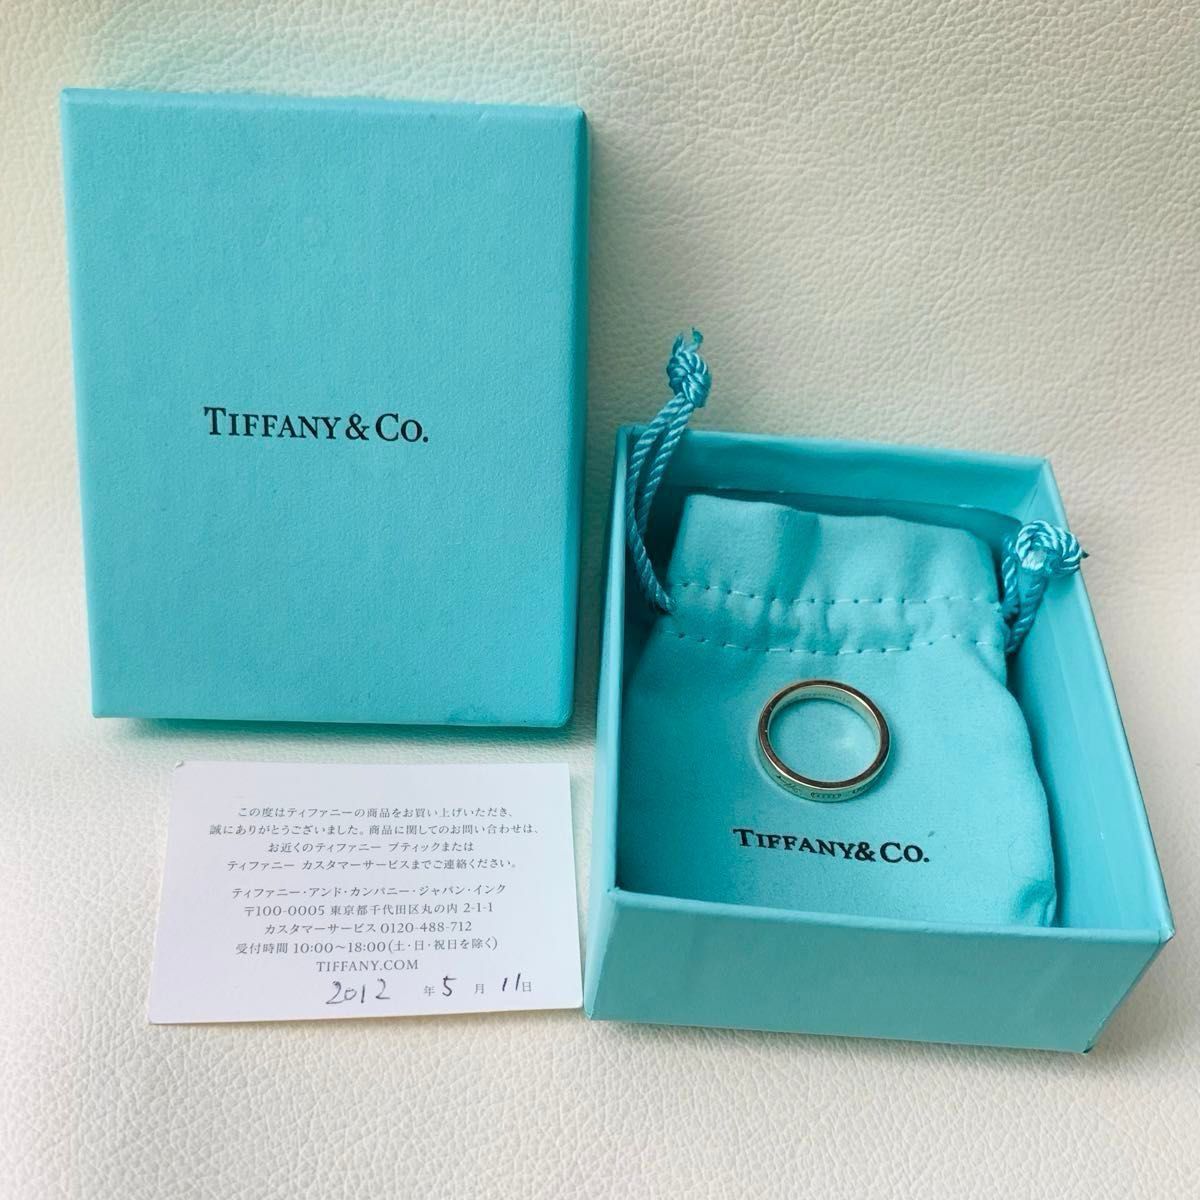 TIFFANY & CO.
TIFFANY & CO.
この度はティファニーの商品をお買い上げいただき、
誠にありがとうございました。商品に関してのお問い合わせは、
お近くのティファニー ブティックまたは
ティファニー カスタマーサービスまでご連絡ください。
ティファニー・アンド・カンパニー・ジャパン・インク
〒100-0005 東京都千代田区丸の内 2-1-1
カスタマーサービス 0120-488-712
受付時間 10:00〜18:00(土・日・祝日を除く)
TIFFANY.COM
2012 年 5 月 11 日